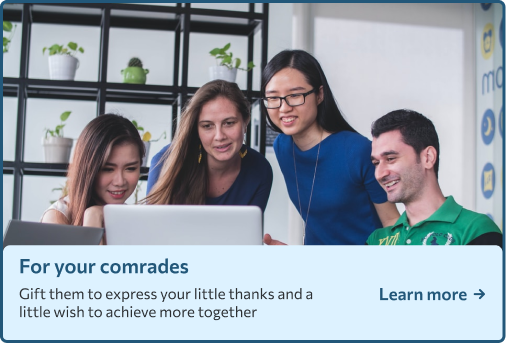 For your comrades
Gift them to express your little thanks and a
little wish to achieve more together
Learn more →